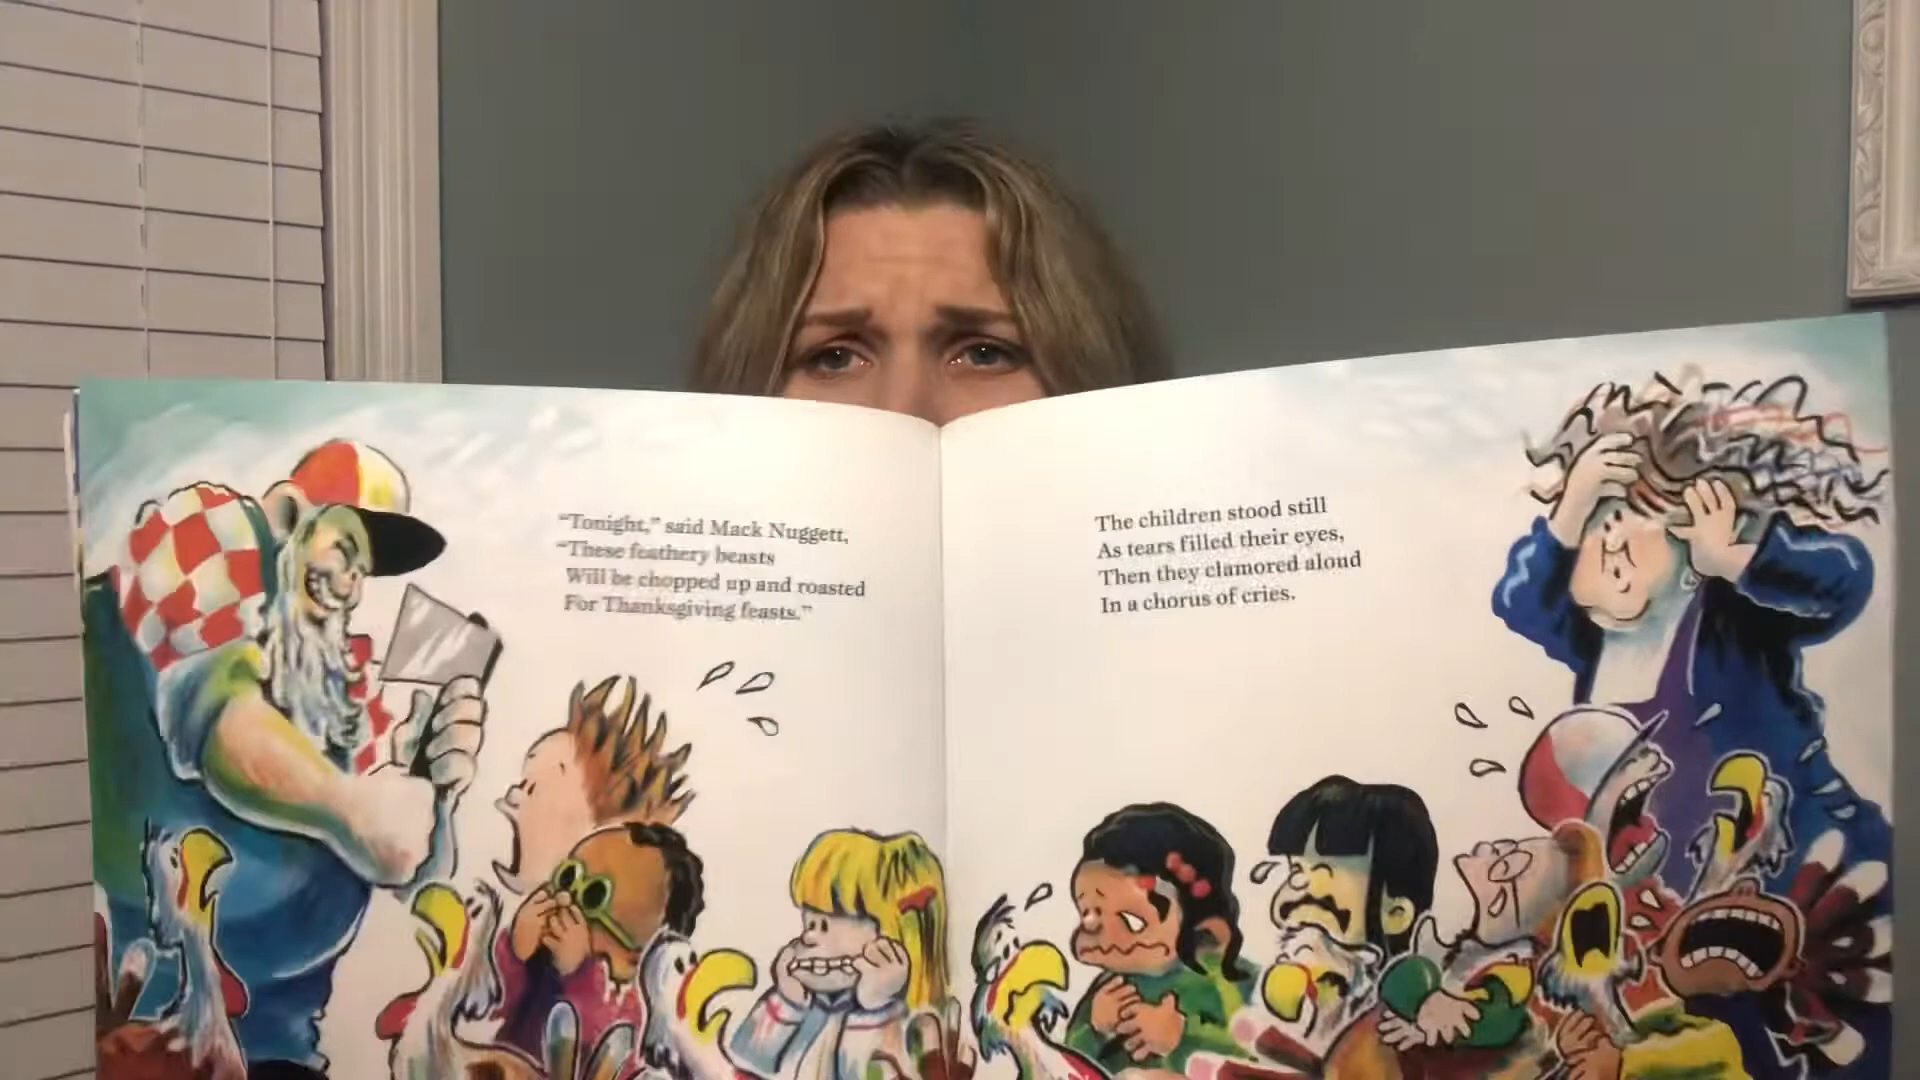 “Tonight,” said Mack Nuggett,
“These feathery beasts
Will be chopped up and roasted
For Thanksgiving feasts.”
The children stood still
As tears filled their eyes,
Then they clamored aloud
In a chorus of cries.